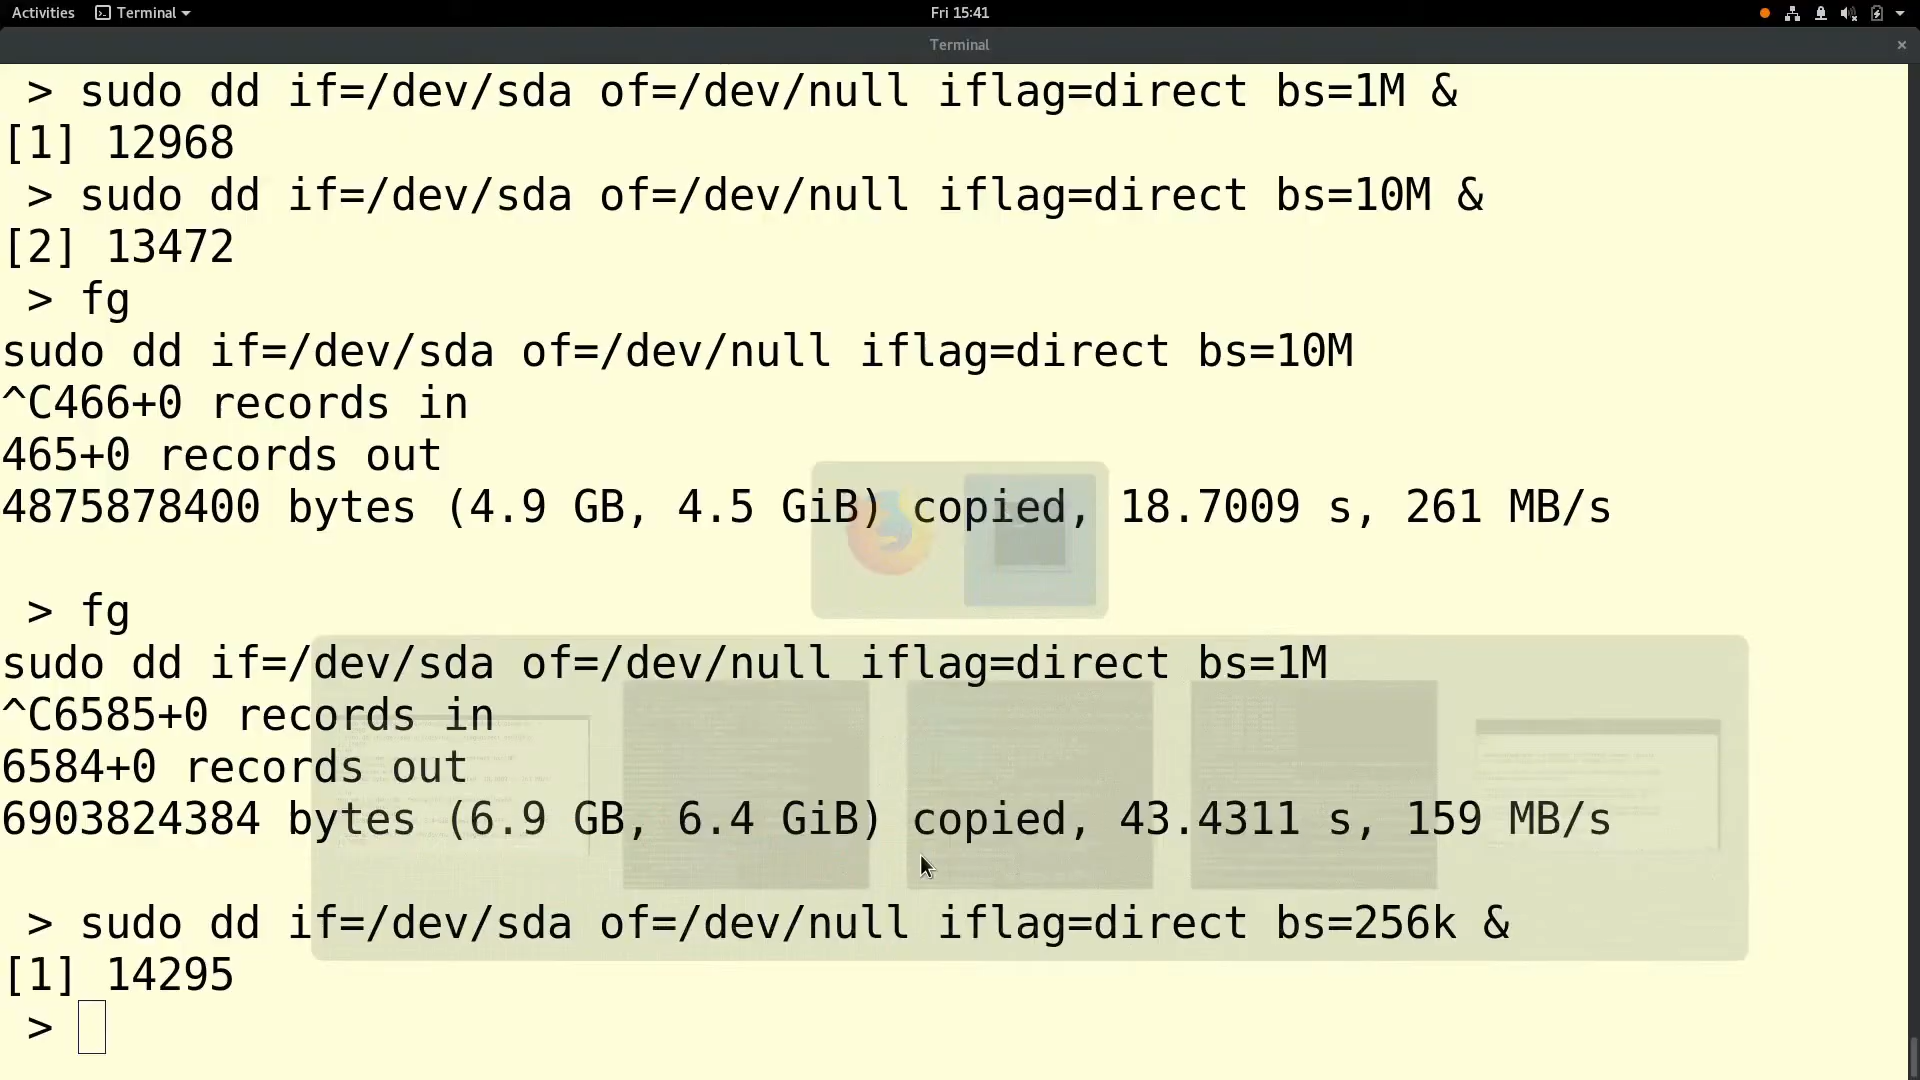 Activities Terminal Fri 15:41
Terminal
> sudo dd if=/dev/sda of=/dev/null iflag=direct bs=1M &
[1] 12968
> sudo dd if=/dev/sda of=/dev/null iflag=direct bs=10M &
[2] 13472
> fg
sudo dd if=/dev/sda of=/dev/null iflag=direct bs=10M
^C466+0 records in
465+0 records out
4875878400 bytes (4.9 GB, 4.5 GiB) copied, 18.7009 s, 261 MB/s
> fg
sudo dd if=/dev/sda of=/dev/null iflag=direct bs=1M
^C6585+0 records in
6584+0 records out
6903824384 bytes (6.9 GB, 6.4 GiB) copied, 43.4311 s, 159 MB/s
> sudo dd if=/dev/sda of=/dev/null iflag=direct bs=256k &
[1] 14295
>